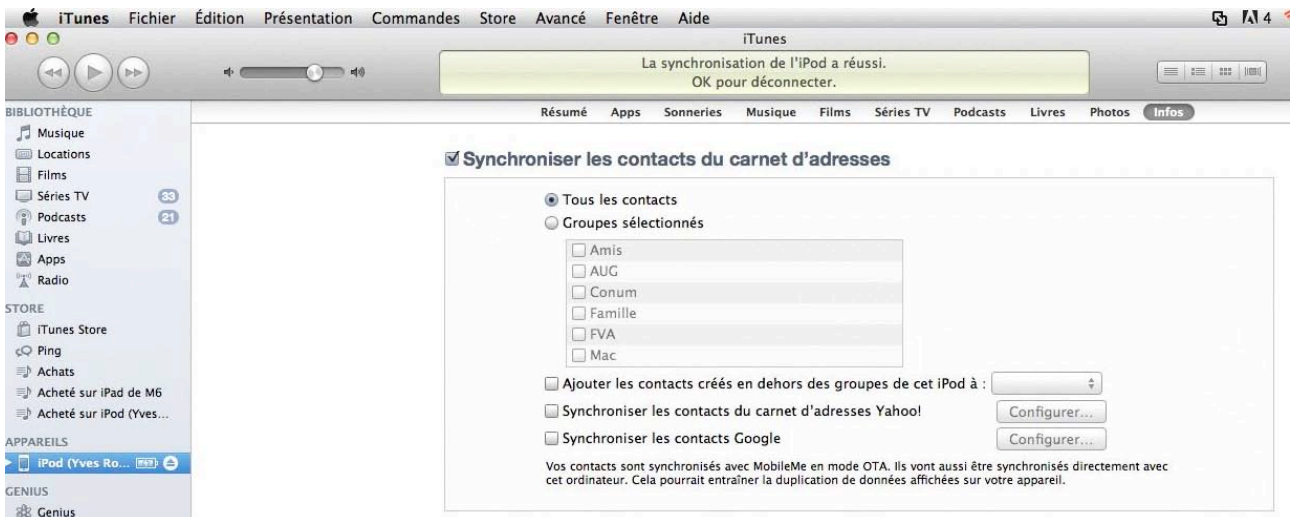 iTunes Fichier Édition Présentation Commandes Store Avancé Fenêtre Aide 4
iTunes
La synchronisation de l'iPod a réussi.
OK pour déconnecter.
BIBLIOTHÈQUE
Musique
Locations
Films
Séries TV 33
Podcasts 21
Livres
Apps
Radio
STORE
iTunes Store
Ping
Achats
Acheté sur iPad de M6
Acheté sur iPod (Yves...
APPAREILS
iPod (Yves Ro...
GENIUS
Genius
Résumé Apps Sonneries Musique Films Séries TV Podcasts Livres Photos Infos
Synchroniser les contacts du carnet d'adresses
Tous les contacts
Groupes sélectionnés
Amis
AUG
Conum
Famille
FVA
Mac
Ajouter les contacts créés en dehors des groupes de cet iPod à :
Synchroniser les contacts du carnet d'adresses Yahoo! Configurer...
Synchroniser les contacts Google Configurer...
Vos contacts sont synchronisés avec MobileMe en mode OTA. Ils vont aussi être synchronisés directement avec
cet ordinateur. Cela pourrait entraîner la duplication de données affichées sur votre appareil.